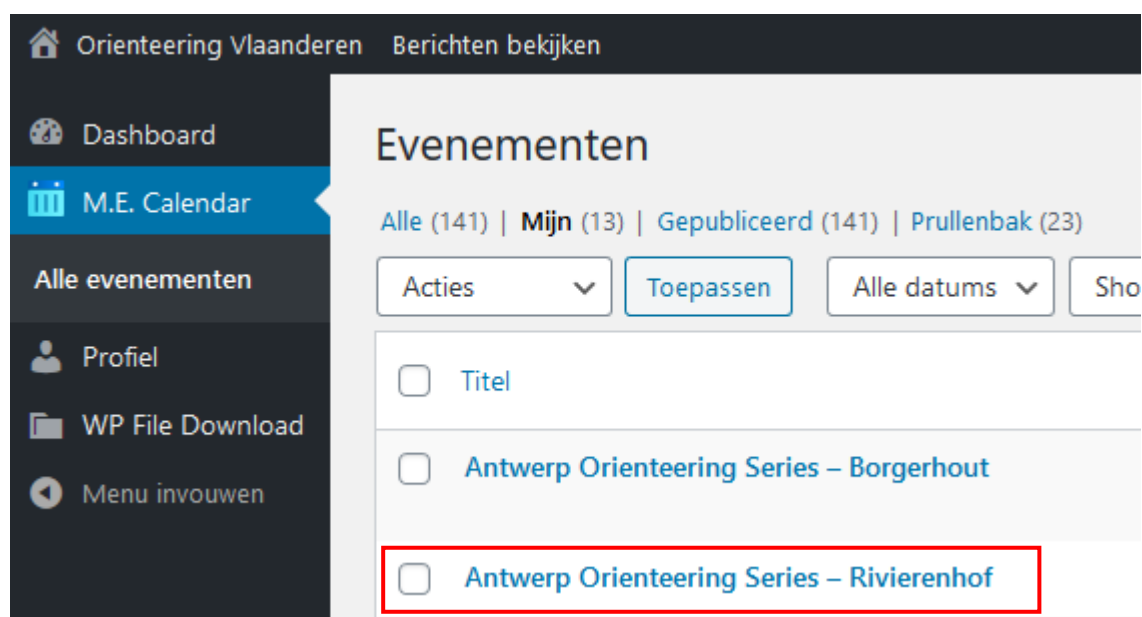 Orienteering Vlaanderen Berichten bekijken
Dashboard
M.E. Calendar
Alle evenementen
Profiel
WP File Download
Menu invouwen
Evenementen
Alle (141) | Mijn (13) | Gepubliceerd (141) | Prullenbak (23)
Acties Toepassen Alle datums Sho
Titel
Antwerp Orienteering Series – Borgerhout
Antwerp Orienteering Series – Rivierenhof